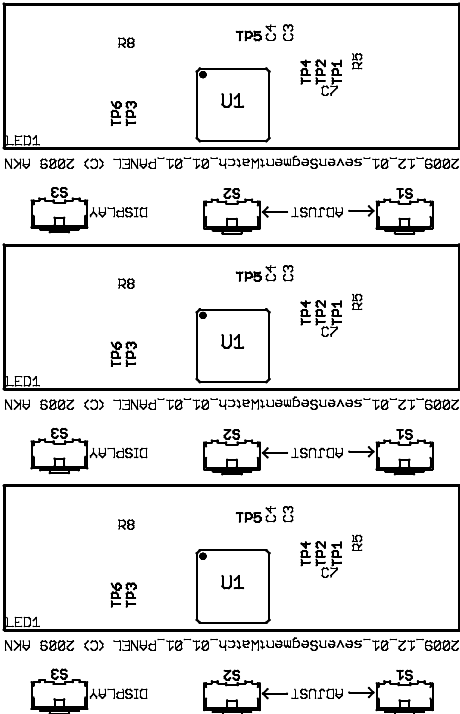 R8
TP5 C4 C3
TP4 TP2 TP1 R5
C7
TP6 TP3
U1
LED1
2009_12_01_sevenSegmentWatch_01_01_01_PANEL (C) 2009 AKN
S3 S2 S1
DISPLAY ADJUST
R8
TP5 C4 C3
TP4 TP2 TP1 R5
C7
TP6 TP3
U1
LED1
2009_12_01_sevenSegmentWatch_01_01_01_PANEL (C) 2009 AKN
S3 S2 S1
DISPLAY ADJUST
R8
TP5 C4 C3
TP4 TP2 TP1 R5
C7
TP6 TP3
U1
LED1
2009_12_01_sevenSegmentWatch_01_01_01_PANEL (C) 2009 AKN
S3 S2 S1
DISPLAY ADJUST